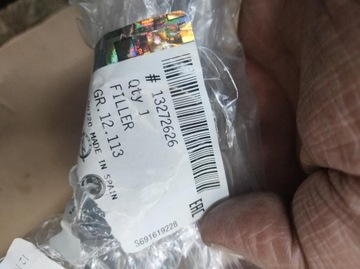 # 13272626
Qty 1
FILLER
GR.12.113
MADE IN SPAIN
EAC
S691619228